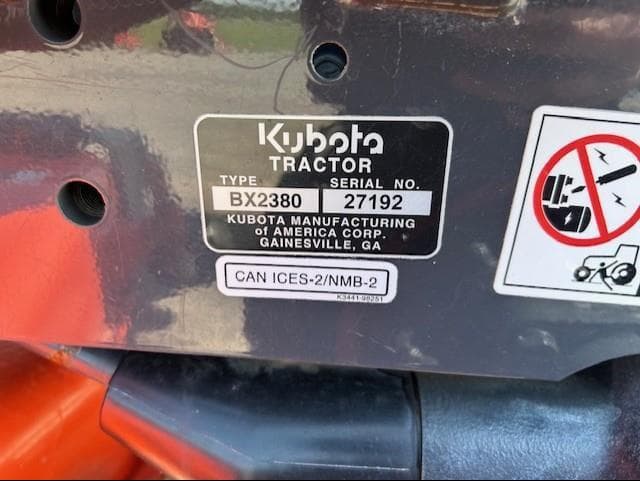 Kubota
TRACTOR
TYPE SERIAL NO.
BX2380 27192
KUBOTA MANUFACTURING
of AMERICA CORP.
GAINESVILLE, GA
CAN ICES-2/NMB-2
K3441-98251